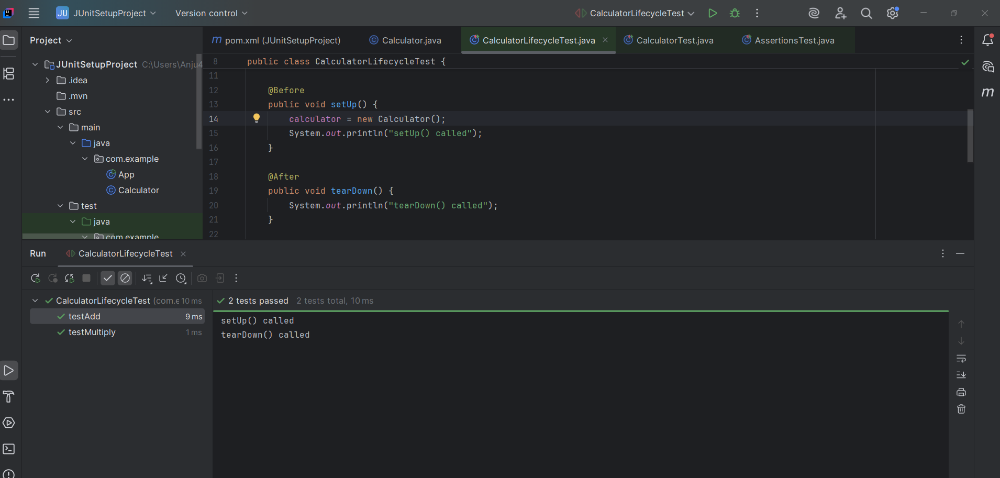 JU JUnitSetupProject Version control CalculatorLifecycleTest
Project
pom.xml (JUnitSetupProject) Calculator.java CalculatorLifecycleTest.java CalculatorTest.java AssertionsTest.java
JUnitSetupProject C:\Users\Anju4
.idea
.mvn
src
main
java
com.example
App
Calculator
test
java
com.example
8 public class CalculatorLifecycleTest {
11
12 @Before
13 public void setUp() {
14 calculator = new Calculator();
15 System.out.println("setUp() called");
16 }
17
18 @After
19 public void tearDown() {
20 System.out.println("tearDown() called");
21 }
22
Run CalculatorLifecycleTest
CalculatorLifecycleTest (com.e 10 ms
testAdd 9 ms
testMultiply 1 ms
2 tests passed 2 tests total, 10 ms
setUp() called
tearDown() called